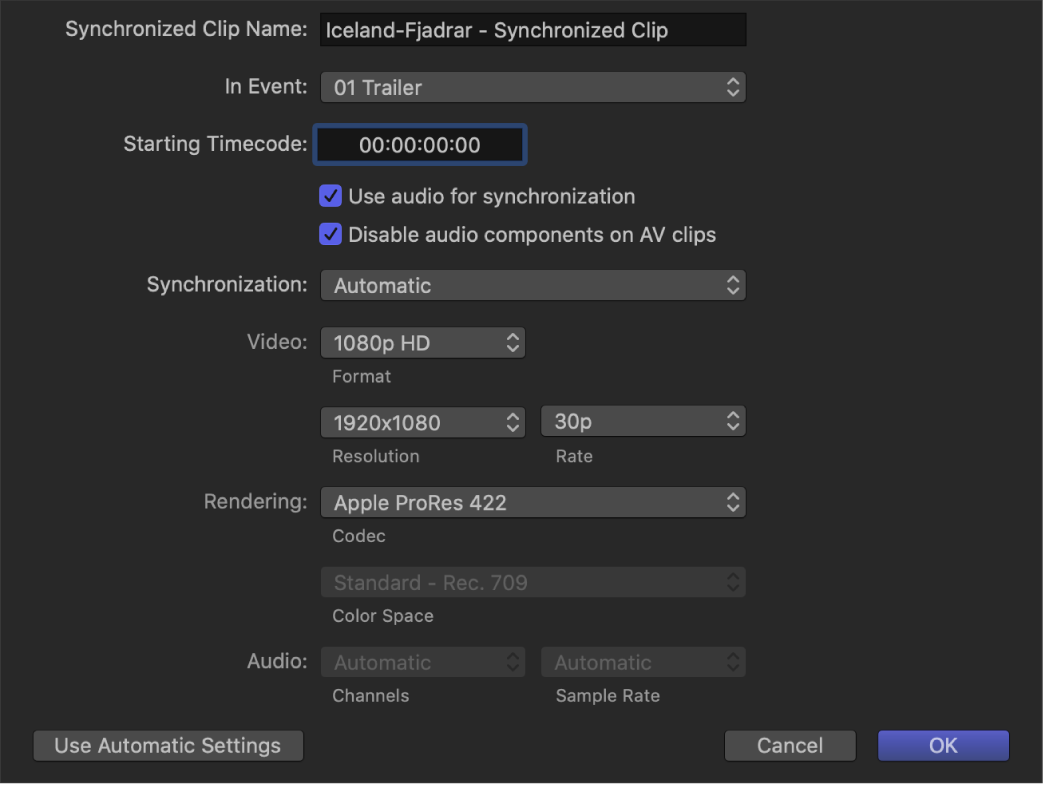 Synchronized Clip Name: Iceland-Fjadrar - Synchronized Clip
In Event: 01 Trailer
Starting Timecode: 00:00:00:00
Use audio for synchronization
Disable audio components on AV clips
Synchronization: Automatic
Video: 1080p HD
Format
1920x1080 30p
Resolution Rate
Rendering: Apple ProRes 422
Codec
Standard - Rec. 709
Color Space
Audio: Automatic Automatic
Channels Sample Rate
Use Automatic Settings Cancel OK